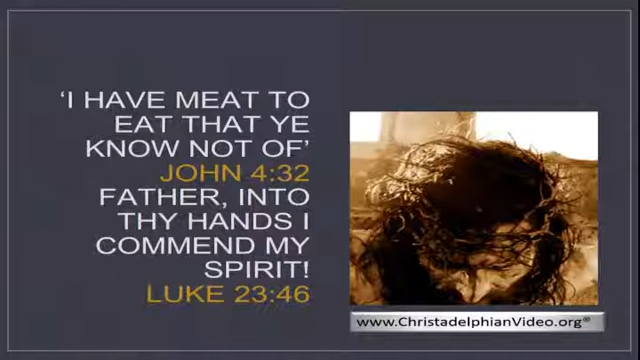 ‘I HAVE MEAT TO
EAT THAT YE
KNOW NOT OF’
JOHN 4:32
FATHER, INTO
THY HANDS I
COMMEND MY
SPIRIT!
LUKE 23:46
www.ChristadelphianVideo.org®